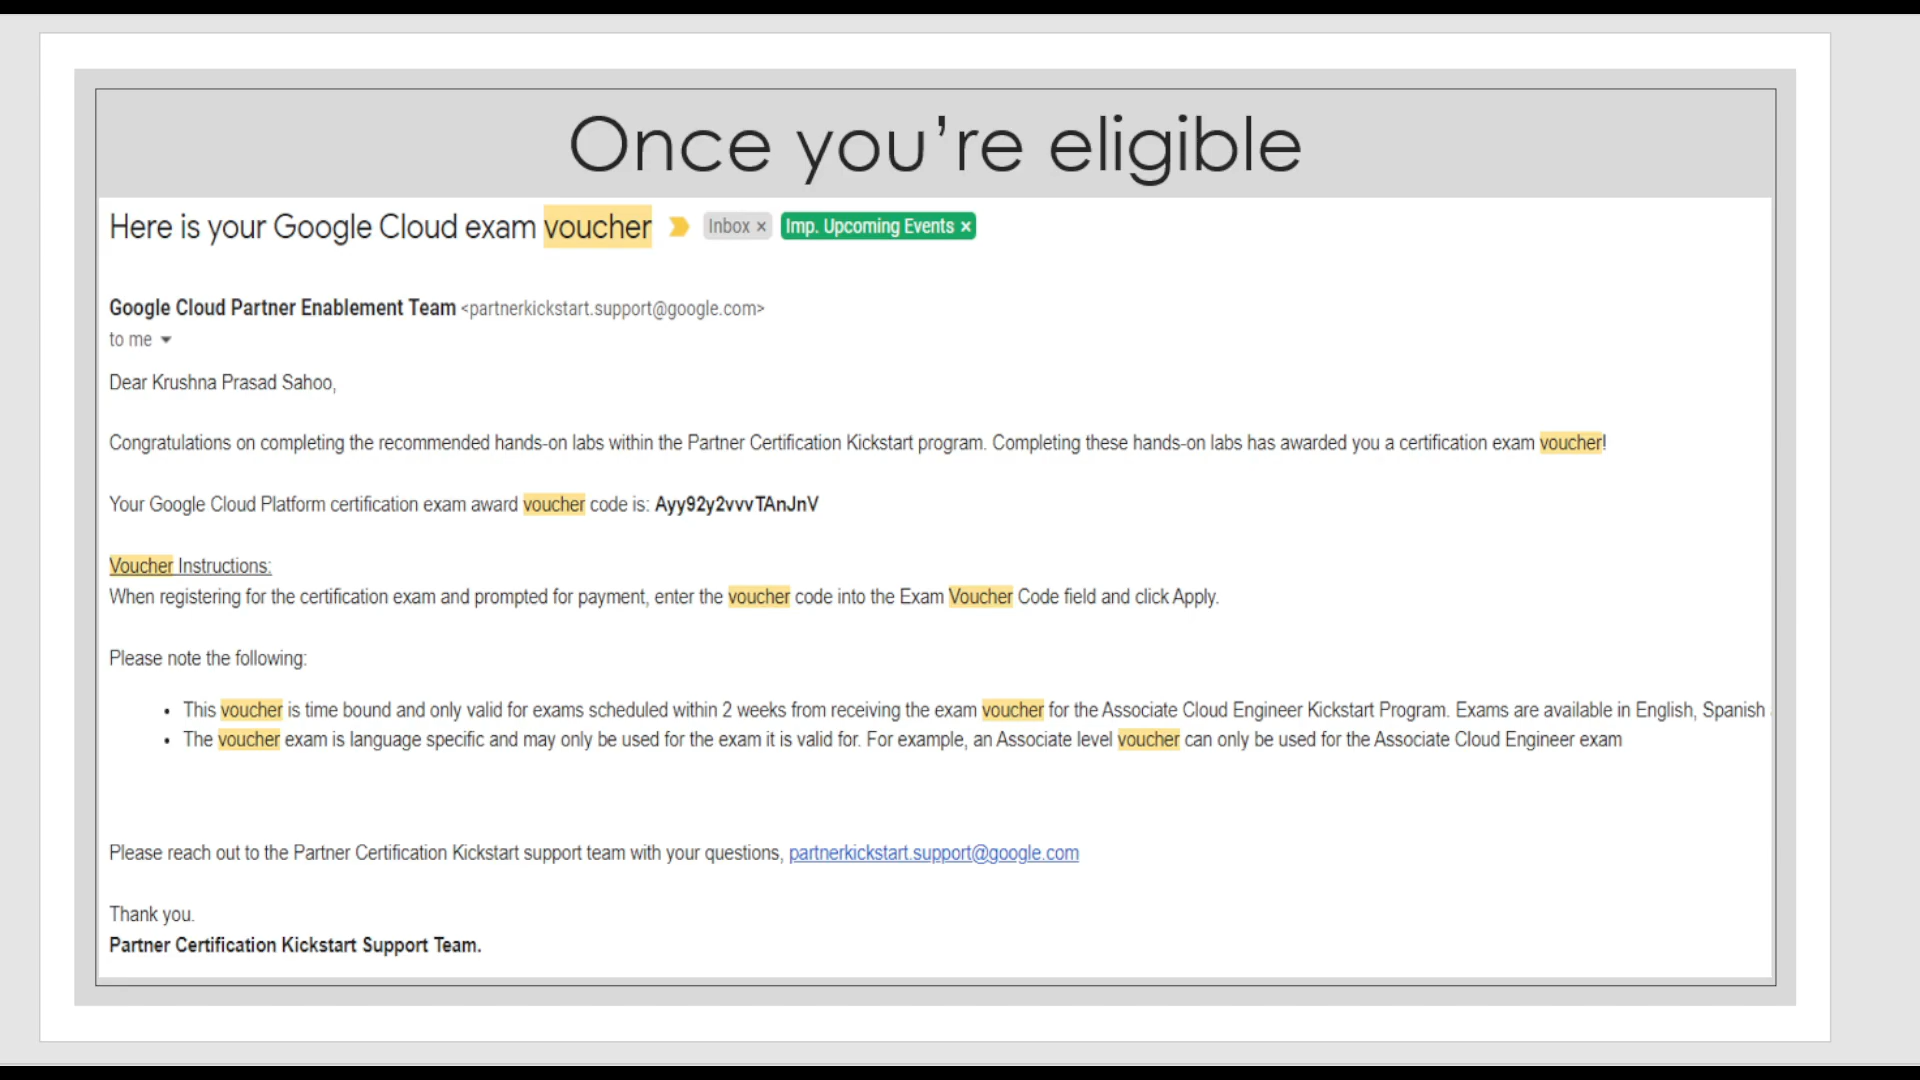 Once you’re eligible
Here is your Google Cloud exam voucher Inbox × Imp. Upcoming Events ×
Google Cloud Partner Enablement Team <partnerkickstart.support@google.com>
to me
Dear Krushna Prasad Sahoo,
Congratulations on completing the recommended hands-on labs within the Partner Certification Kickstart program. Completing these hands-on labs has awarded you a certification exam voucher!
Your Google Cloud Platform certification exam award voucher code is: Ayy92y2vvvTAnJnV
Voucher Instructions:
When registering for the certification exam and prompted for payment, enter the voucher code into the Exam Voucher Code field and click Apply.
Please note the following:
• This voucher is time bound and only valid for exams scheduled within 2 weeks from receiving the exam voucher for the Associate Cloud Engineer Kickstart Program. Exams are available in English, Spanish
• The voucher exam is language specific and may only be used for the exam it is valid for. For example, an Associate level voucher can only be used for the Associate Cloud Engineer exam
Please reach out to the Partner Certification Kickstart support team with your questions, partnerkickstart.support@google.com
Thank you.
Partner Certification Kickstart Support Team.